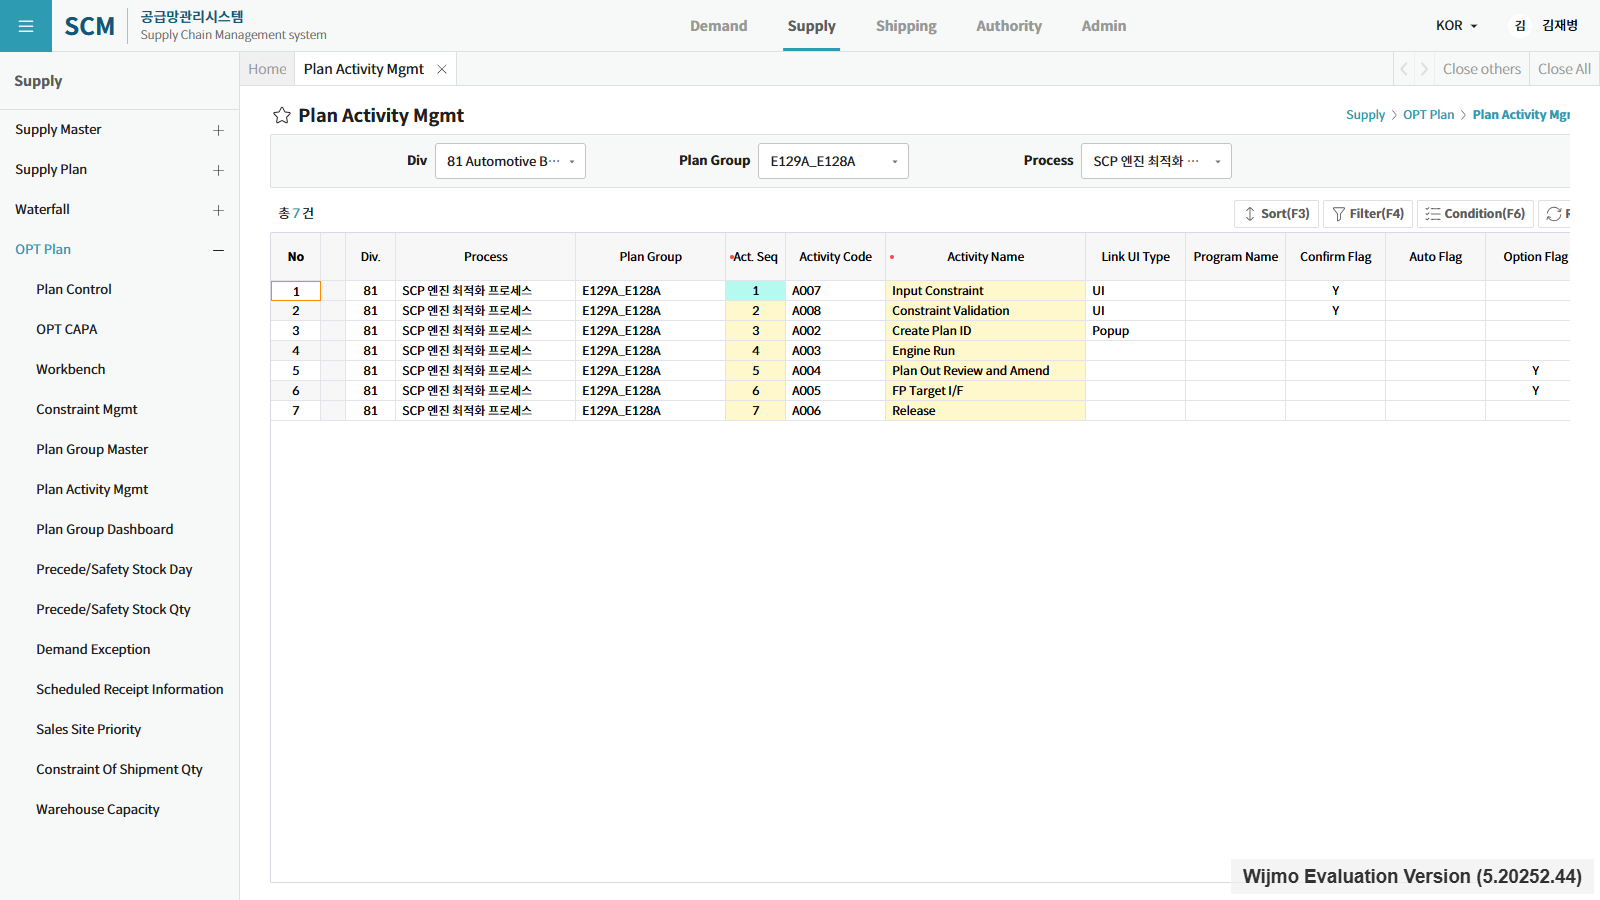 SCM 공급망관리시스템
Supply Chain Management system
Demand Supply Shipping Authority Admin
KOR 김 김재병
Supply
Home Plan Activity Mgmt Close others Close All
Supply Master
Supply Plan
Waterfall
OPT Plan
Plan Control
OPT CAPA
Workbench
Constraint Mgmt
Plan Group Master
Plan Activity Mgmt
Plan Group Dashboard
Precede/Safety Stock Day
Precede/Safety Stock Qty
Demand Exception
Scheduled Receipt Information
Sales Site Priority
Constraint Of Shipment Qty
Warehouse Capacity
Plan Activity Mgmt
Supply > OPT Plan > Plan Activity Mgr
Div 81 Automotive B··· Plan Group E129A_E128A Process SCP 엔진 최적화 ···
총 7 건
Sort(F3) Filter(F4) Condition(F6)
No Div. Process Plan Group Act. Seq Activity Code Activity Name Link UI Type Program Name Confirm Flag Auto Flag Option Flag
1 81 SCP 엔진 최적화 프로세스 E129A_E128A 1 A007 Input Constraint UI Y
2 81 SCP 엔진 최적화 프로세스 E129A_E128A 2 A008 Constraint Validation UI Y
3 81 SCP 엔진 최적화 프로세스 E129A_E128A 3 A002 Create Plan ID Popup
4 81 SCP 엔진 최적화 프로세스 E129A_E128A 4 A003 Engine Run
5 81 SCP 엔진 최적화 프로세스 E129A_E128A 5 A004 Plan Out Review and Amend Y
6 81 SCP 엔진 최적화 프로세스 E129A_E128A 6 A005 FP Target I/F Y
7 81 SCP 엔진 최적화 프로세스 E129A_E128A 7 A006 Release
Wijmo Evaluation Version (5.20252.44)